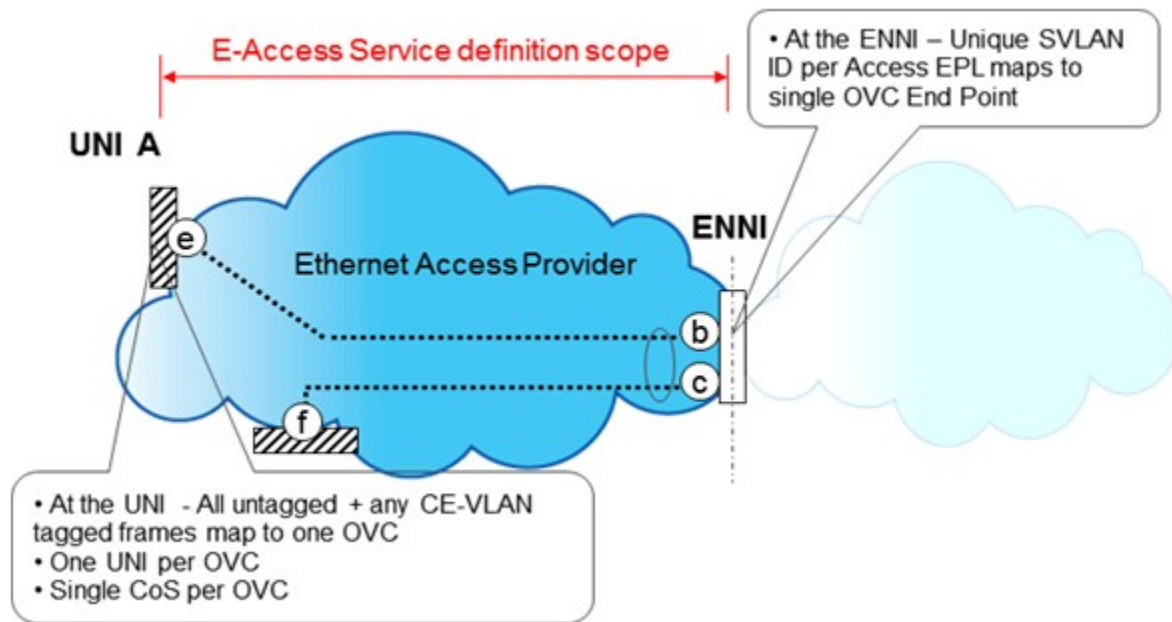 E-Access Service definition scope
• At the ENNI – Unique SVLAN
ID per Access EPL maps to
single OVC End Point
UNI A
ENNI
e
Ethernet Access Provider
b
c
f
• At the UNI - All untagged + any CE-VLAN
tagged frames map to one OVC
• One UNI per OVC
• Single CoS per OVC